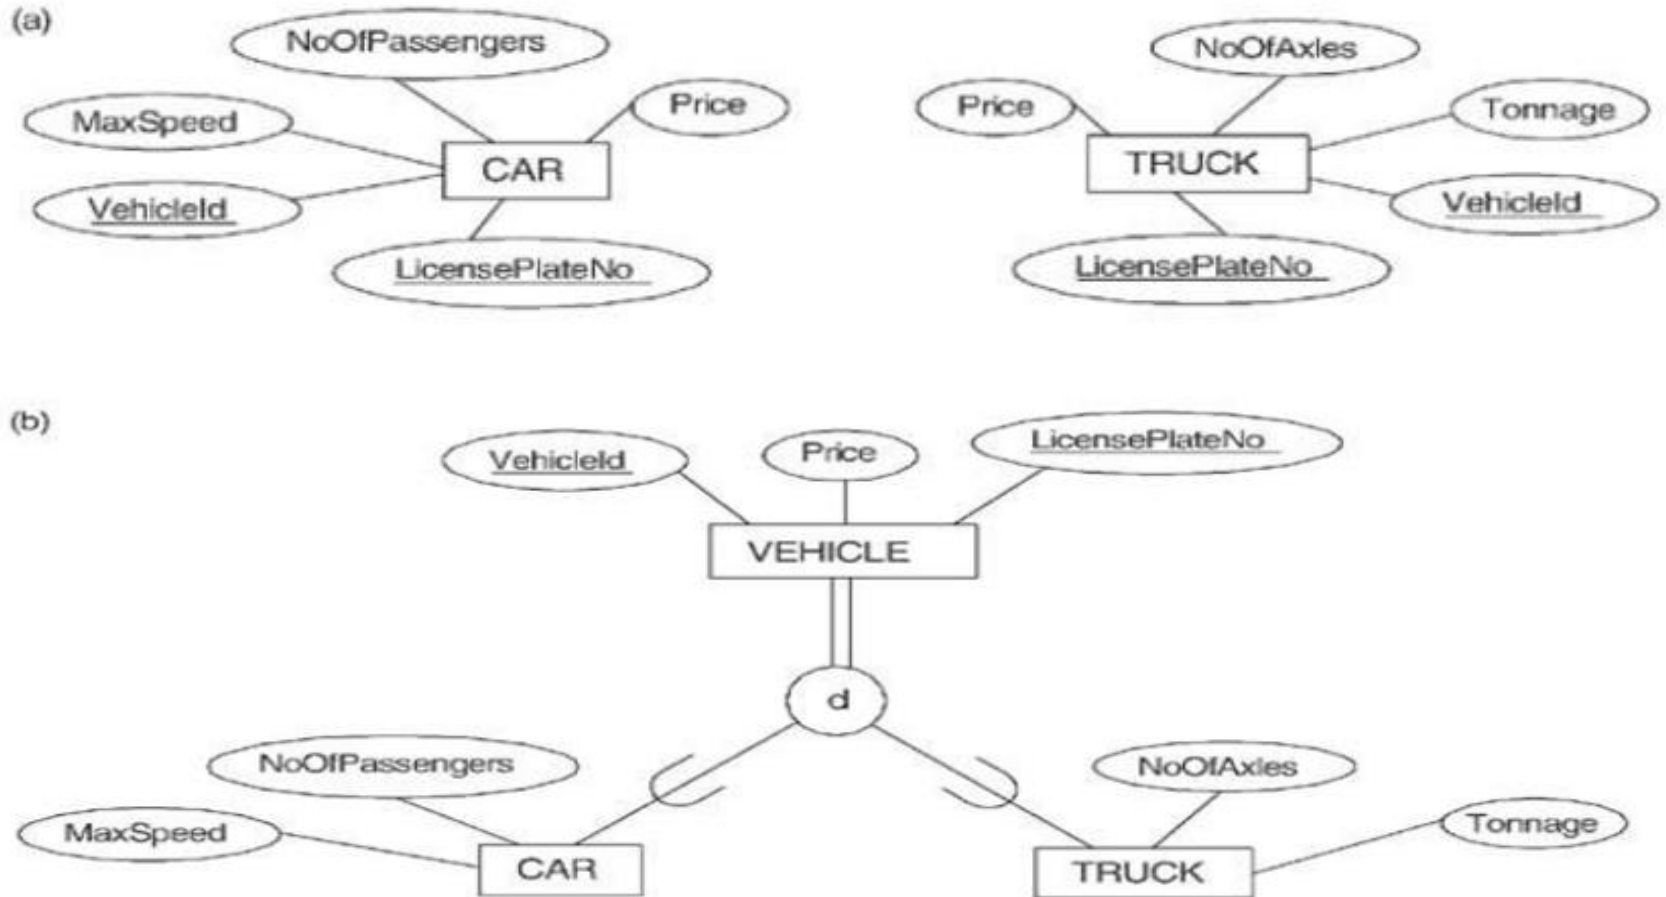 (a)
NoOfPassengers
MaxSpeed
Price
CAR
VehicleId
LicensePlateNo
NoOfAxles
Price
Tonnage
TRUCK
VehicleId
LicensePlateNo
(b)
VehicleId
Price
LicensePlateNo
VEHICLE
d
NoOfPassengers
MaxSpeed
CAR
NoOfAxles
Tonnage
TRUCK